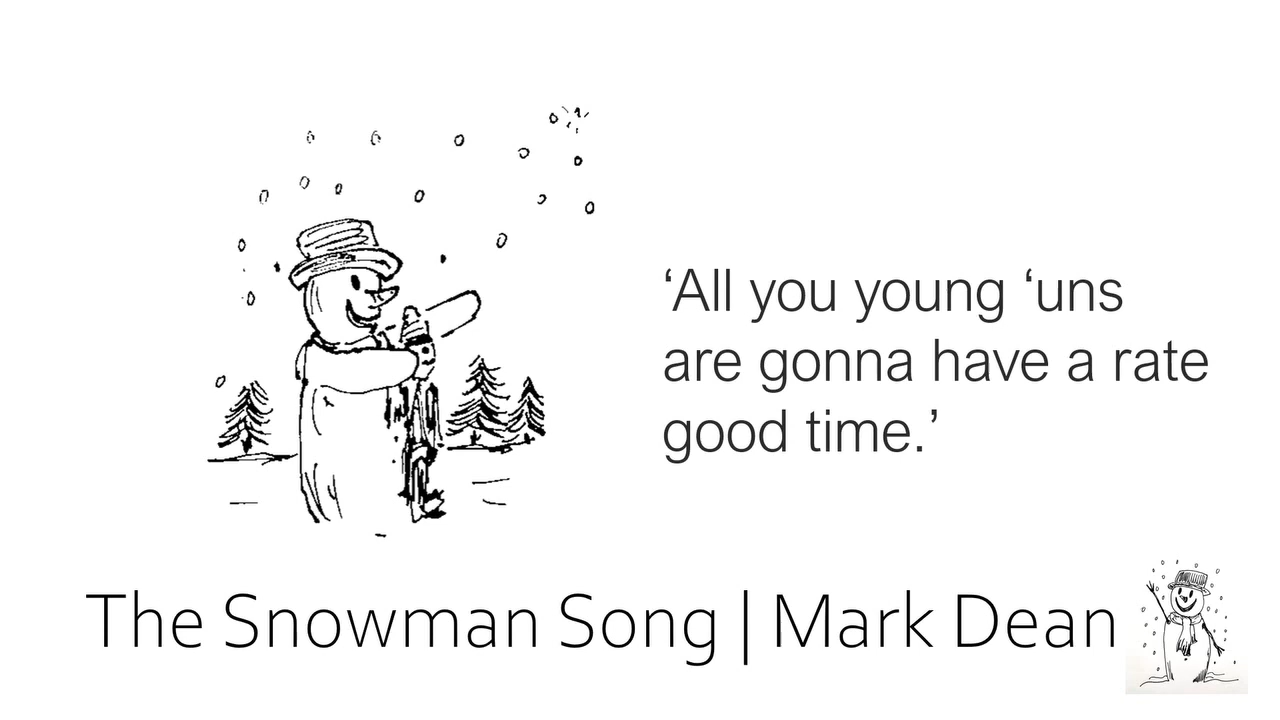 ‘All you young ‘uns
are gonna have a rate
good time.’
The Snowman Song | Mark Dean